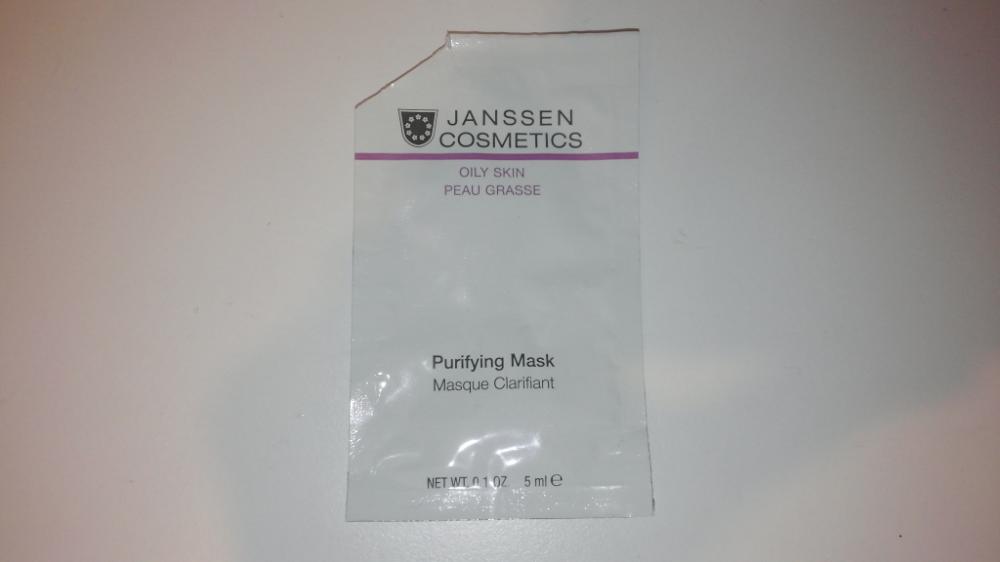 JANSSEN
COSMETICS
OILY SKIN
PEAU GRASSE
Purifying Mask
Masque Clarifiant
NET WT. 0.1 OZ. 5 ml ℮